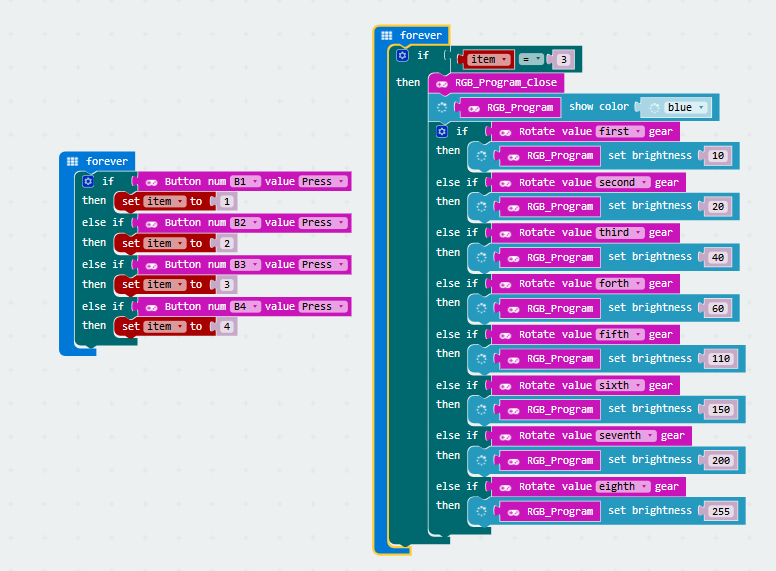 forever
if Button num B1 value Press
then set item to 1
else if Button num B2 value Press
then set item to 2
else if Button num B3 value Press
then set item to 3
else if Button num B4 value Press
then set item to 4
forever
if item = 3
then RGB_Program_Close
RGB_Program show color blue
if Rotate value first gear
then RGB_Program set brightness 10
else if Rotate value second gear
then RGB_Program set brightness 20
else if Rotate value third gear
then RGB_Program set brightness 40
else if Rotate value forth gear
then RGB_Program set brightness 60
else if Rotate value fifth gear
then RGB_Program set brightness 110
else if Rotate value sixth gear
then RGB_Program set brightness 150
else if Rotate value seventh gear
then RGB_Program set brightness 200
else if Rotate value eighth gear
then RGB_Program set brightness 255